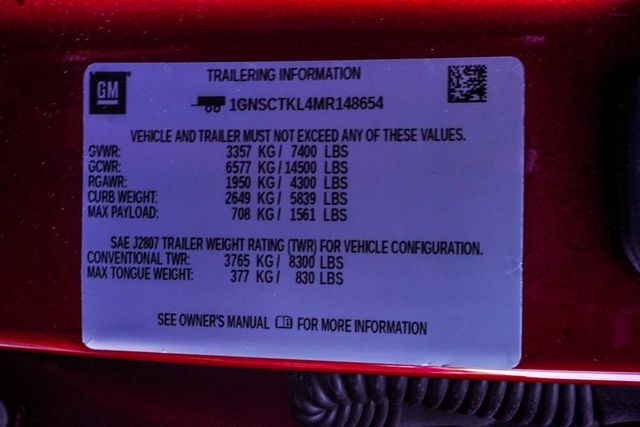 GM
TRAILERING INFORMATION
1GNSCTKL4MR148654
VEHICLE AND TRAILER MUST NOT EXCEED ANY OF THESE VALUES.
GVWR: 3357 KG / 7400 LBS
GCWR: 6577 KG / 14500 LBS
RGAWR: 1950 KG / 4300 LBS
CURB WEIGHT: 2649 KG / 5839 LBS
MAX PAYLOAD: 708 KG / 1561 LBS
SAE J2807 TRAILER WEIGHT RATING (TWR) FOR VEHICLE CONFIGURATION.
CONVENTIONAL TWR: 3765 KG / 8300 LBS
MAX TONGUE WEIGHT: 377 KG / 830 LBS
SEE OWNER'S MANUAL FOR MORE INFORMATION